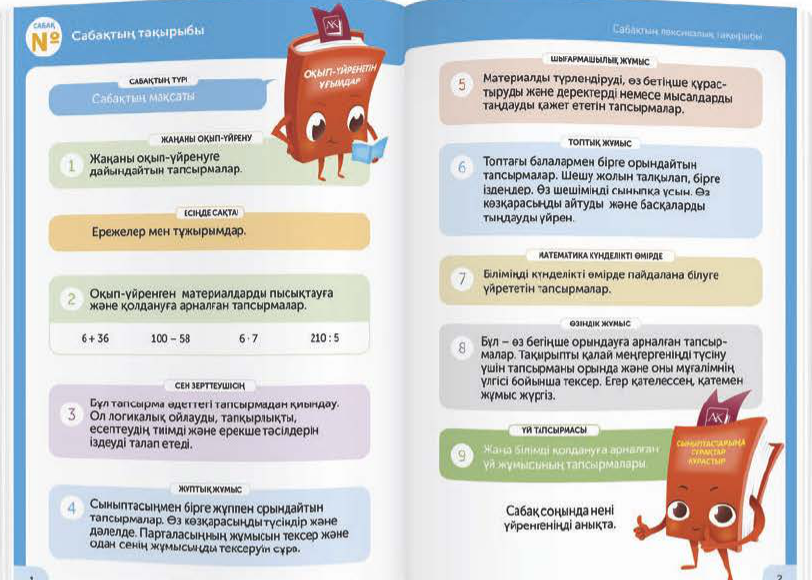 САБАҚ
№
Сабақтың тақырыбы
САБАҚТЫҢ ТҮРІ
Сабақтың мақсаты
AK
ОҚЫП-ҮЙРЕНЕТІН
ҰҒЫМДАР
ЖАҢАНЫ ОҚЫП-ҮЙРЕНУ
1
Жаңаны оқып-үйренуге
дайындайтын тапсырмалар.
ЕСІҢДЕ САҚТА!
Ережелер мен тұжырымдар.
2
Оқып-үйренген материалдарды пысықтауға
және қолдануға арналған тапсырмалар.
6 + 36 100 – 58 6 · 7 210 : 5
СЕН ЗЕРТТЕУШІСІҢ
3
Бұл тапсырма әдеттегі тапсырмадан қиындау.
Ол логикалық ойлауды, тапқырлықты,
есептеудің тиімді және ерекше тәсілдерін
іздеуді талап етеді.
ЖҰПТЫҚ ЖҰМЫС
4
Сыныптасыңмен бірге жұппен орындайтын
тапсырмалар. Өз көзқарасыңды түсіндір және
дәлелде. Парталасыңның жұмысын тексер және
одан сенің жұмысыңды тексеруін сұра.
1
Сабақтың лексикалық тақырыбы
ШЫҒАРМАШЫЛЫҚ ЖҰМЫС
5
Материалды түрлендіруді, өз бетіңше құрас-
тыруды және деректерді немесе мысалдарды
таңдауды қажет ететін тапсырмалар.
ТОПТЫҚ ЖҰМЫС
6
Топтағы балалармен бірге орындайтын
тапсырмалар. Шешу жолын талқылап, бірге
ізденңдер. Өз шешіміңді сыныпқа ұсын. Өз
көзқарасыңды айтуды және басқаларды
тыңдауды үйрен.
МАТЕМАТИКА КҮНДЕЛІКТІ ӨМІРДЕ
7
Біліміңді күнделікті өмірде пайдалана білуге
үйрететін тапсырмалар.
ӨЗІНДІК ЖҰМЫС
8
Бұл – өз бетіңше орындауға арналған тапсыр-
малар. Тақырыпты қалай меңгергеніңді түсіну
үшін тапсырманы орында және оны мұғалімнің
үлгісі бойынша тексер. Егер қателессең, қатемен
жұмыс жүргіз.
ҮЙ ТАПСЫРМАСЫ
9
Жаңа білімді қолдануға арналған
үй жұмысының тапсырмалары.
AK
СЫНЫПТАСТАРЫҢА
СҰРАҚТАР
ҚҰРАСТЫР
Сабақ соңында нені
үйренгеніңді анықта.
2